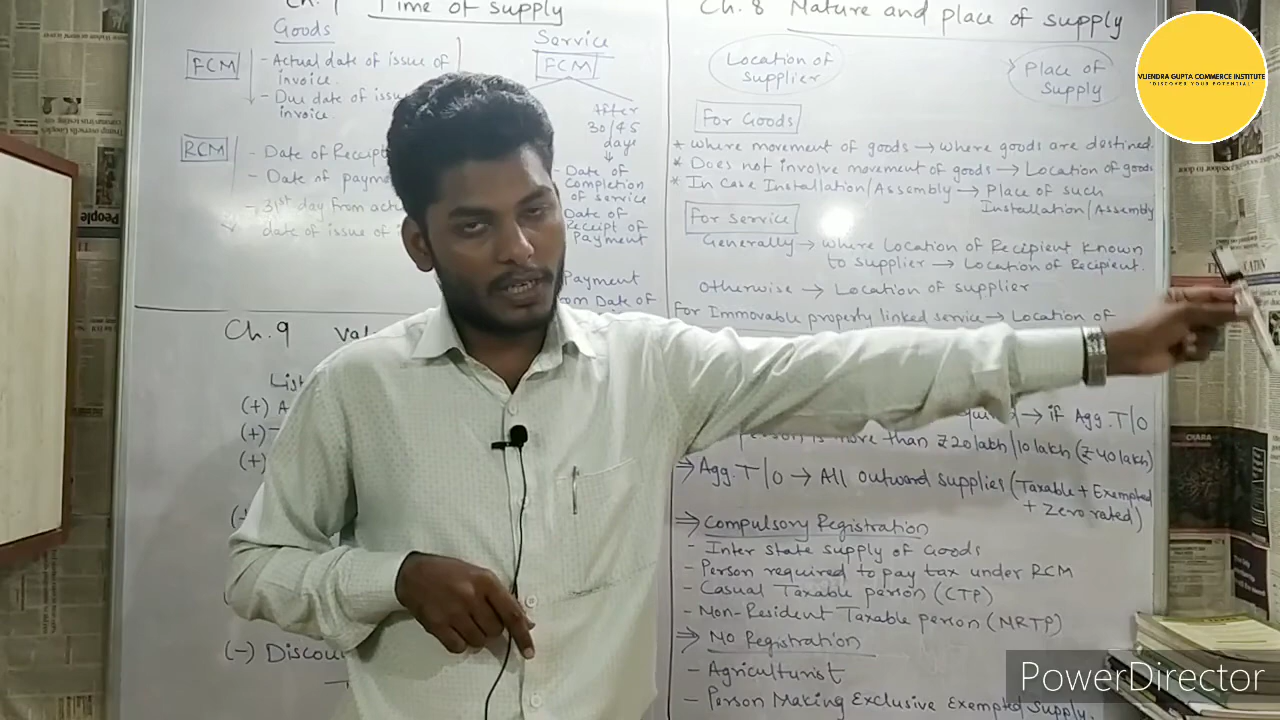 Time of supply
Goods
FCM
- Actual date of issue of
invoice.
- Due date of
invoice.
RCM
- Date of Receipt
- Date of
- 31st day from
date of issue of
Service
FCM
After
30/45
days
- Date of
Completion
of service
Date of
Receipt of
Payment
Payment
Date of
Ch. 8 Nature and place of supply
Location of
supplier
Place of
Supply
For Goods
* Where movement of goods → where goods are destined.
* Does not involve movement of goods → Location of goods
* In Case Installation/Assembly → Place of such
Installation/Assembly
For service
Generally → where Location of Recipient known
to supplier → Location of Recipient.
Otherwise → Location of supplier
For Immovable property linked service → Location of
→ if Agg. T/O
is more than ₹20 lakh/10 lakh (₹40 lakh)
⇒ Agg. T/O → All outward supplies (Taxable + Exempted
+ Zero rated)
⇒ Compulsory Registration
- Inter state supply of Goods
- Person required to pay tax under RCM
- Casual Taxable person (CTP)
- Non-Resident Taxable person (NRTP)
⇒ No Registration
- Agriculturist
- Person Making Exclusive Exempted Supply.
Ch. 9
(+)
(+)
(+)
(-)
VIJENDRA GUPTA COMMERCE INSTITUTE
"DISCOVER YOUR POTENTIAL"
People
PowerDirector